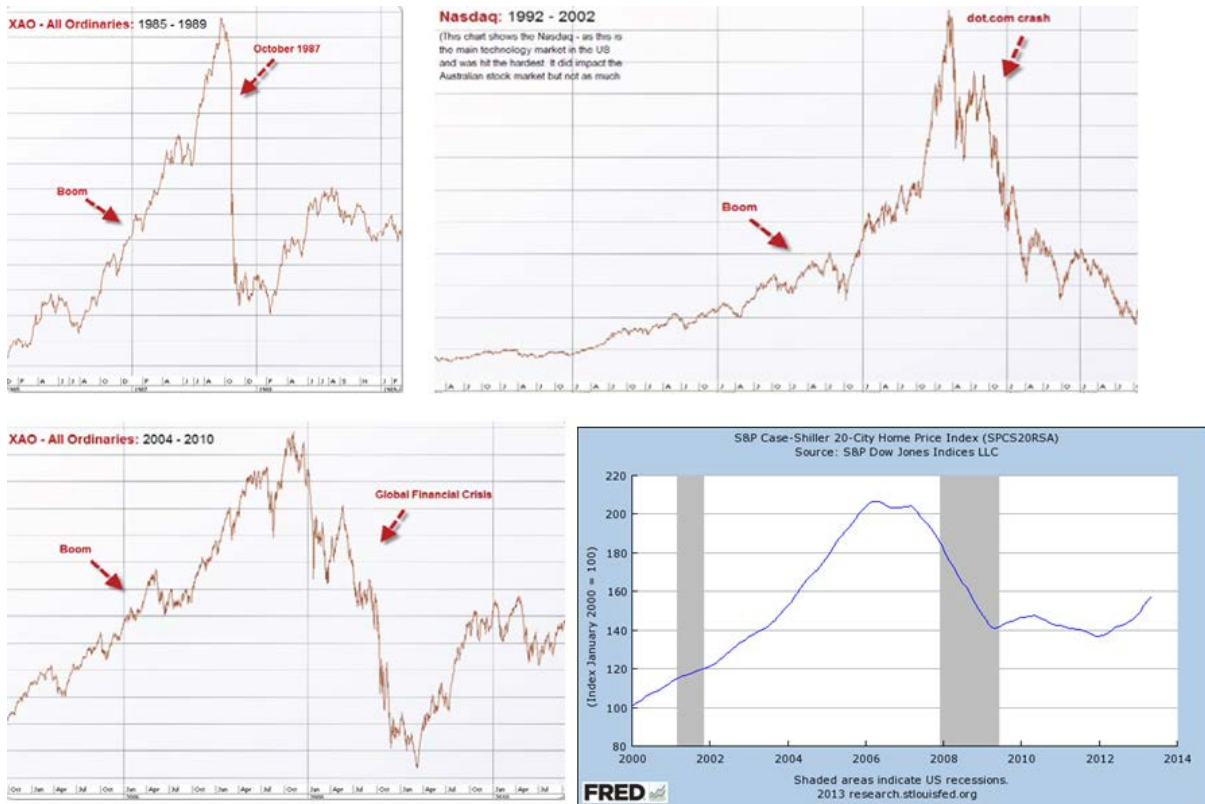 XAO - All Ordinaries: 1985 - 1989
October 1987
Boom
Nasdaq: 1992 - 2002
(This chart shows the Nasdaq - as this is
the main technology market in the US
and was hit the hardest. It did impact the
Australian stock market but not as much
dot.com crash
Boom
XAO - All Ordinaries: 2004 - 2010
Global Financial Crisis
Boom
S&P Case-Shiller 20-City Home Price Index (SPCS20RSA)
Source: S&P Dow Jones Indices LLC
(Index January 2000 = 100)
220
200
180
160
140
120
100
80
2000 2002 2004 2006 2008 2010 2012 2014
Shaded areas indicate US recessions.
2013 research.stlouisfed.org
FRED